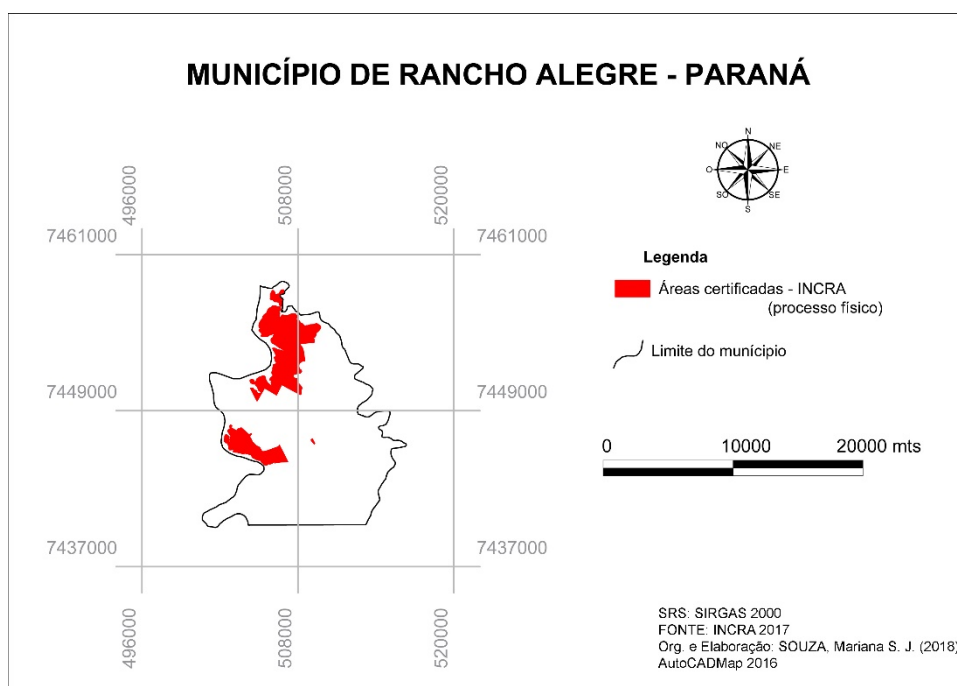 MUNICÍPIO DE RANCHO ALEGRE - PARANÁ
N
NO NE
O E
SO SE
S
496000 508000 520000
7461000 7461000
Legenda
Áreas certificadas - INCRA
(processo físico)
Limite do munícipio
7449000 7449000
0 10000 20000 mts
7437000 7437000
496000 508000 520000
SRS: SIRGAS 2000
FONTE: INCRA 2017
Org. e Elaboração: SOUZA, Mariana S. J. (2018)
AutoCADMap 2016